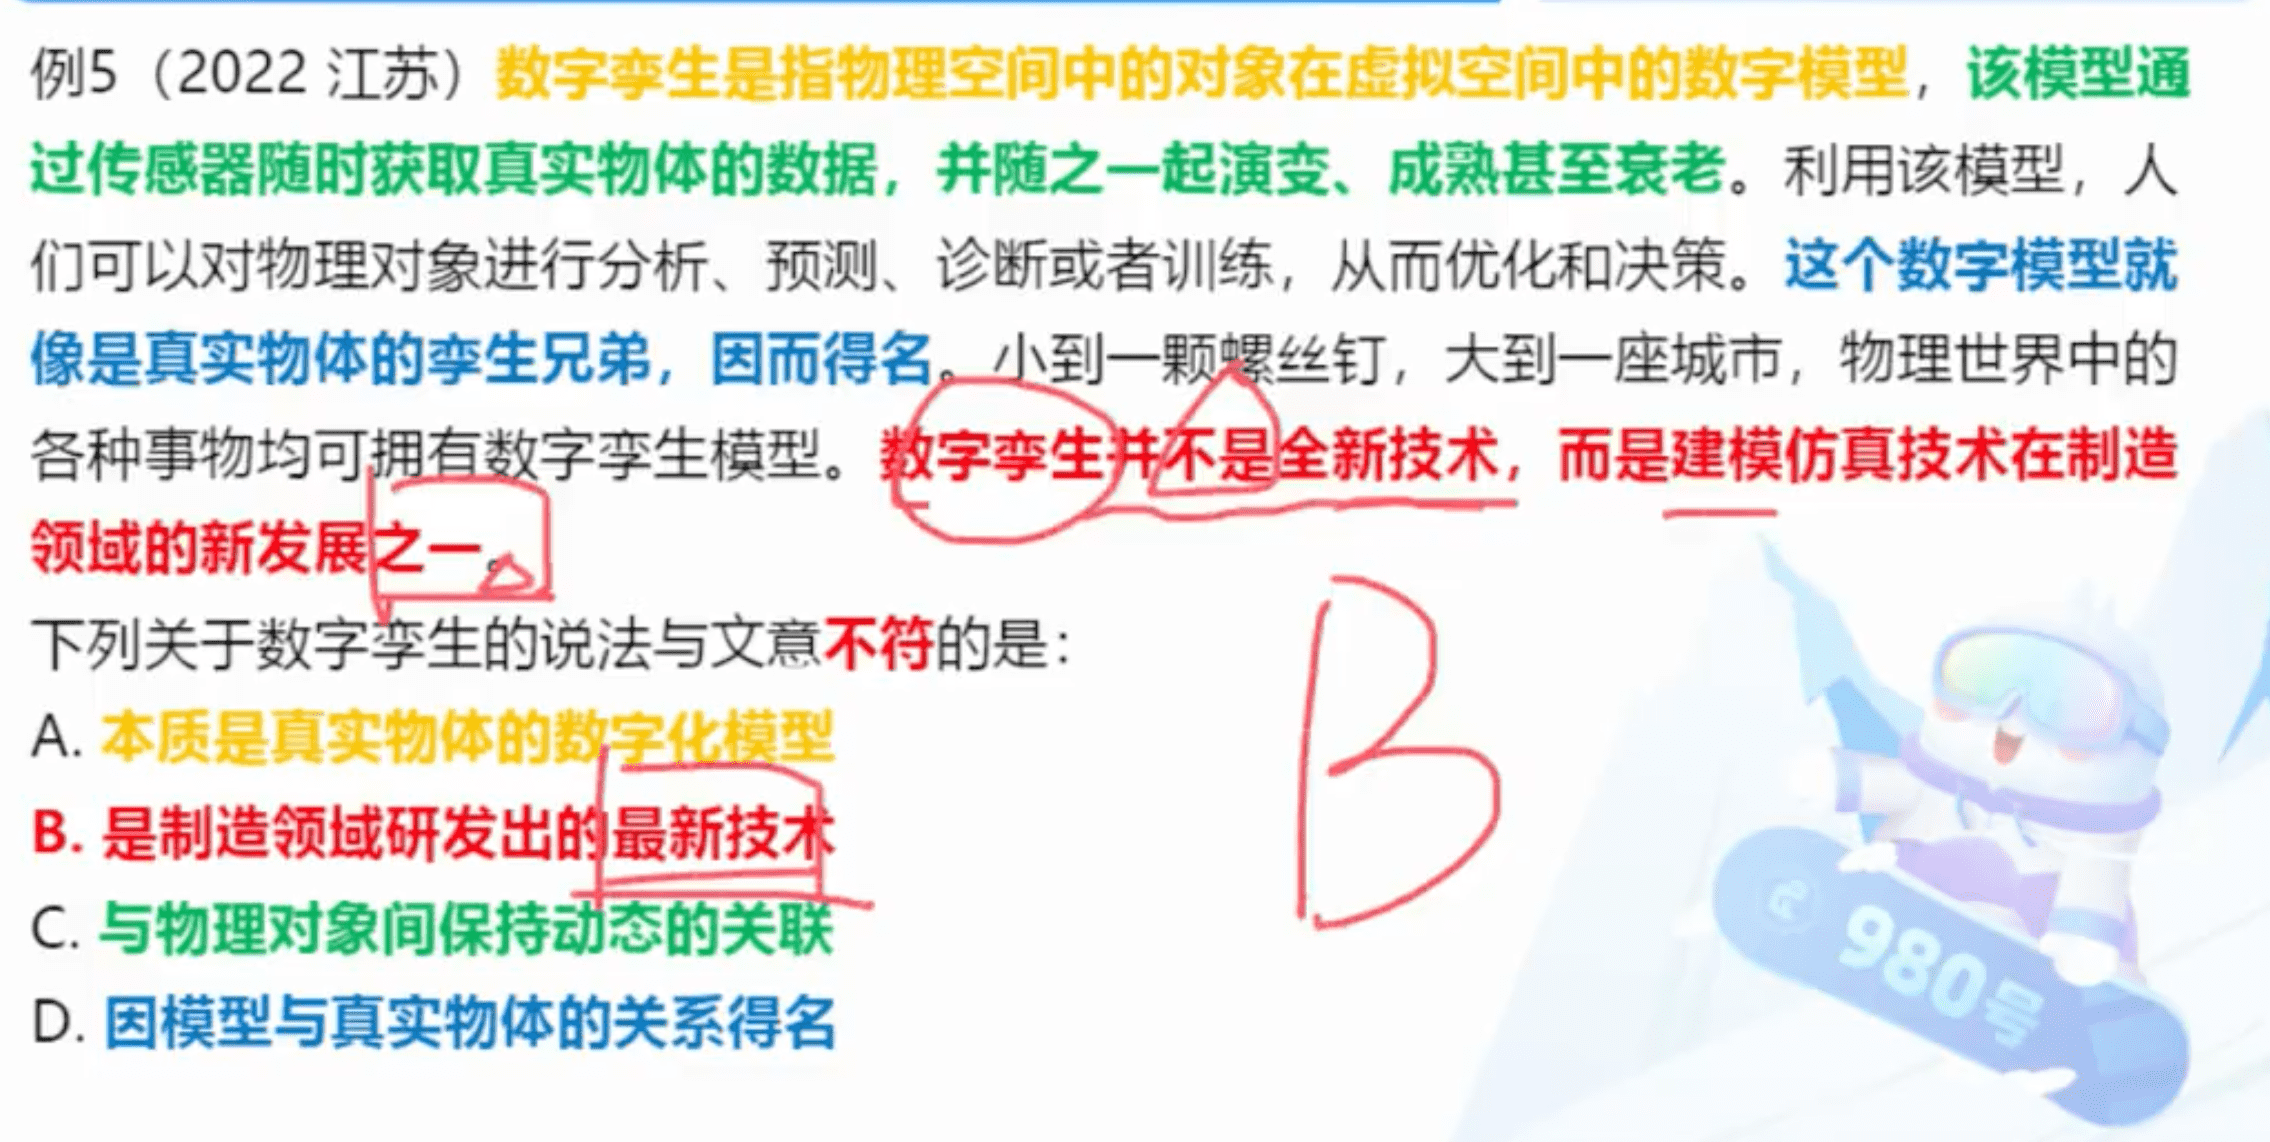 例5（2022 江苏）数字孪生是指物理空间中的对象在虚拟空间中的数字模型，该模型通
过传感器随时获取真实物体的数据，并随之一起演变、成熟甚至衰老。利用该模型，人
们可以对物理对象进行分析、预测、诊断或者训练，从而优化和决策。这个数字模型就
像是真实物体的孪生兄弟，因而得名。小到一颗螺丝钉，大到一座城市，物理世界中的
各种事物均可拥有数字孪生模型。数字孪生并不是全新技术，而是建模仿真技术在制造
领域的新发展之一。
下列关于数字孪生的说法与文意不符的是：
A. 本质是真实物体的数字化模型
B. 是制造领域研发出的最新技术
C. 与物理对象间保持动态的关联
D. 因模型与真实物体的关系得名
B
980号